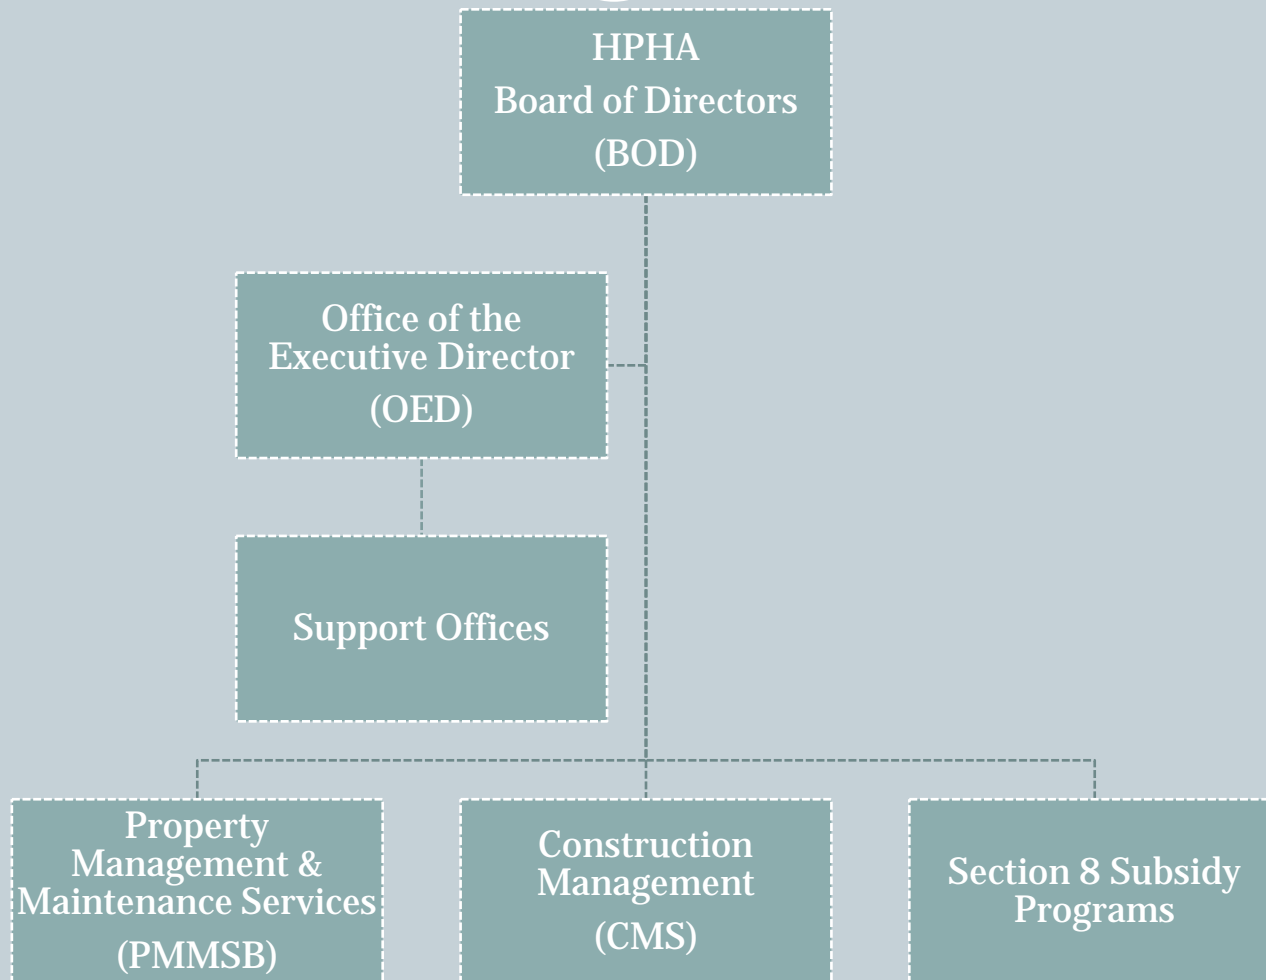 HPHA
Board of Directors
(BOD)
Office of the
Executive Director
(OED)
Support Offices
Property
Management &
Maintenance Services
(PMMSB)
Construction
Management
(CMS)
Section 8 Subsidy
Programs